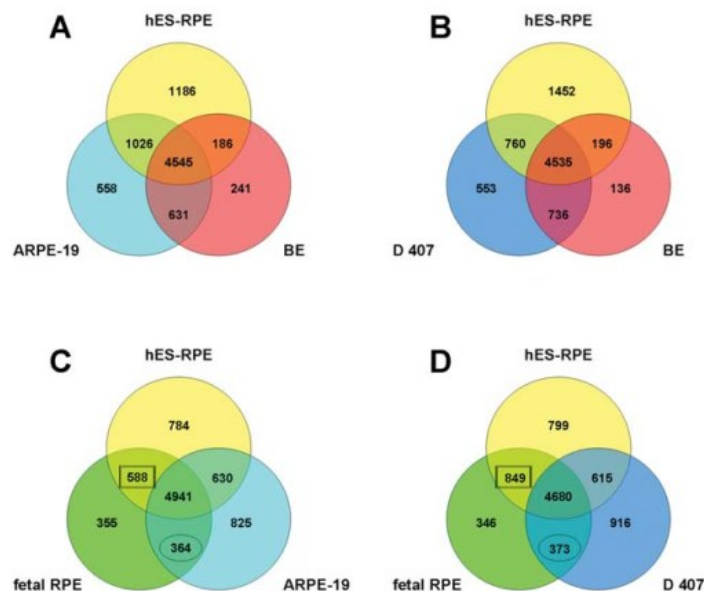 A hES-RPE
1186
1026 186
4545
558 241
631
ARPE-19 BE
B hES-RPE
1452
760 196
4535
553 136
736
D 407 BE
C hES-RPE
784
588 630
4941
355 825
364
fetal RPE ARPE-19
D hES-RPE
799
849 615
4680
346 916
373
fetal RPE D 407